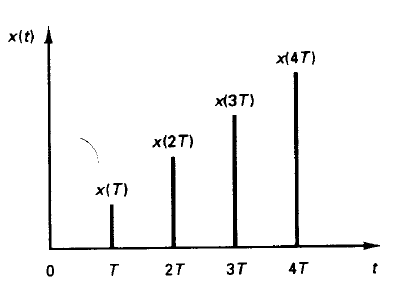 x(t)
x(4T)
x(3T)
x(2T)
x(T)
0 T 2T 3T 4T t